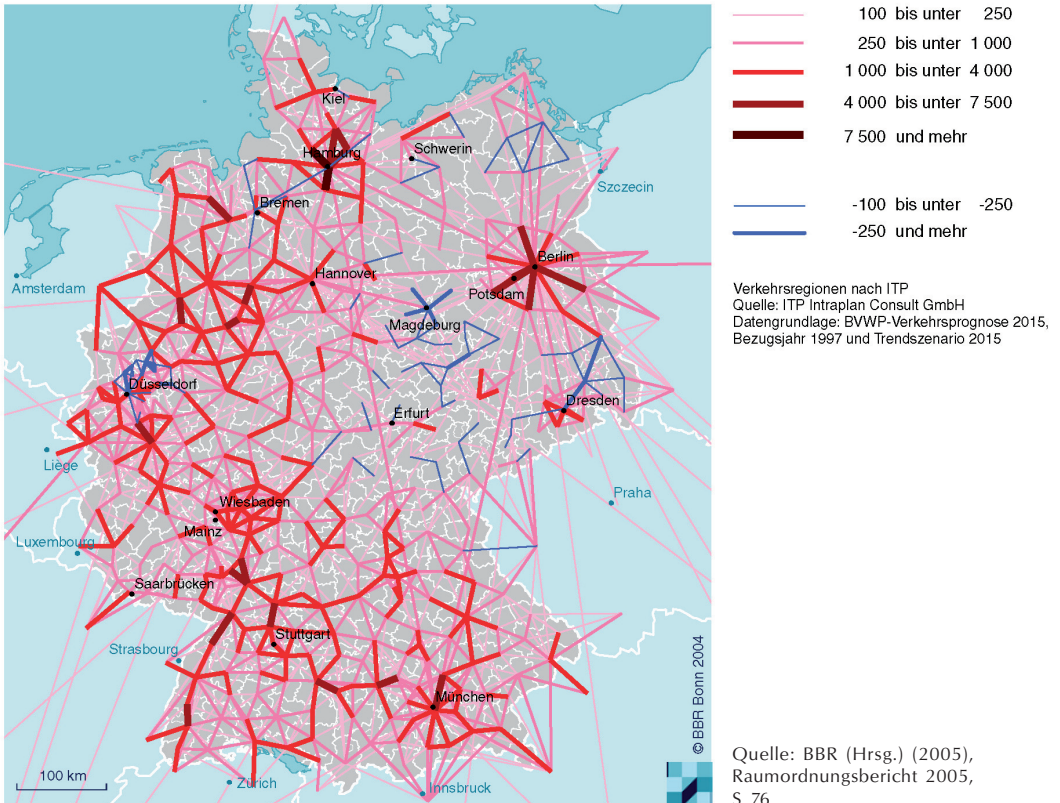 Kiel
Hamburg
Schwerin
Szczecin
Bremen
Berlin
Amsterdam
Hannover
Potsdam
Magdeburg
Düsseldorf
Dresden
Erfurt
Liège
Praha
Wiesbaden
Mainz
Luxembourg
Saarbrücken
Stuttgart
Strasbourg
München
100 km
Zürich
Innsbruck
© BBR Bonn 2004
100 bis unter 250
250 bis unter 1 000
1 000 bis unter 4 000
4 000 bis unter 7 500
7 500 und mehr
-100 bis unter -250
-250 und mehr
Verkehrsregionen nach ITP
Quelle: ITP Intraplan Consult GmbH
Datengrundlage: BVWP-Verkehrsprognose 2015,
Bezugsjahr 1997 und Trendszenario 2015
Quelle: BBR (Hrsg.) (2005),
Raumordnungsbericht 2005,
S. 76